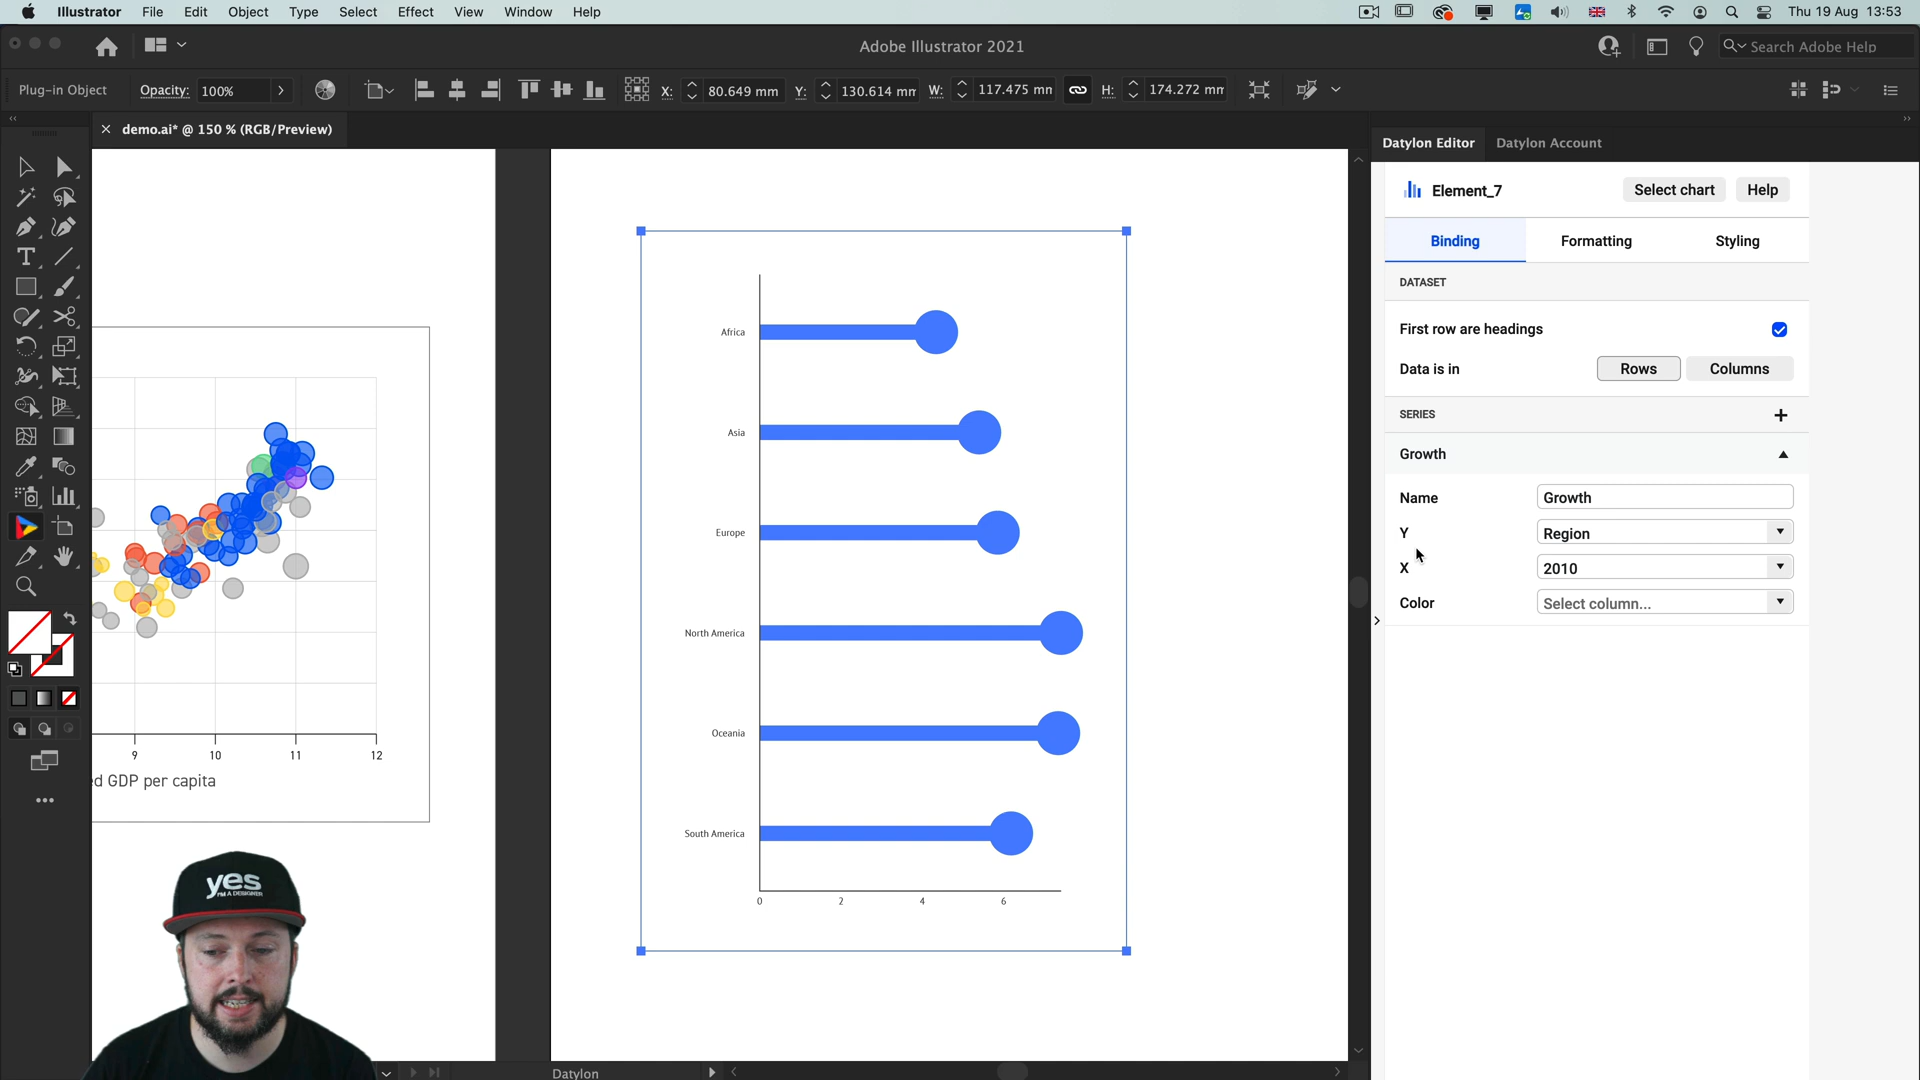 Illustrator File Edit Object Type Select Effect View Window Help Thu 19 Aug 13:53
Adobe Illustrator 2021
Search Adobe Help
Plug-in Object Opacity: 100% X: 80.649 mm Y: 130.614 mm W: 117.475 mm H: 174.272 mm
demo.ai* @ 150 % (RGB/Preview)
Datylon Editor Datylon Account
Element_7 Select chart Help
Binding Formatting Styling
DATASET
First row are headings
Data is in Rows Columns
SERIES
Growth
Name Growth
Y Region
X 2010
Color Select column...
Africa
Asia
Europe
North America
Oceania
South America
0 2 4 6
9 10 11 12
ed GDP per capita
yes
I'M A DESIGNER
Datylon